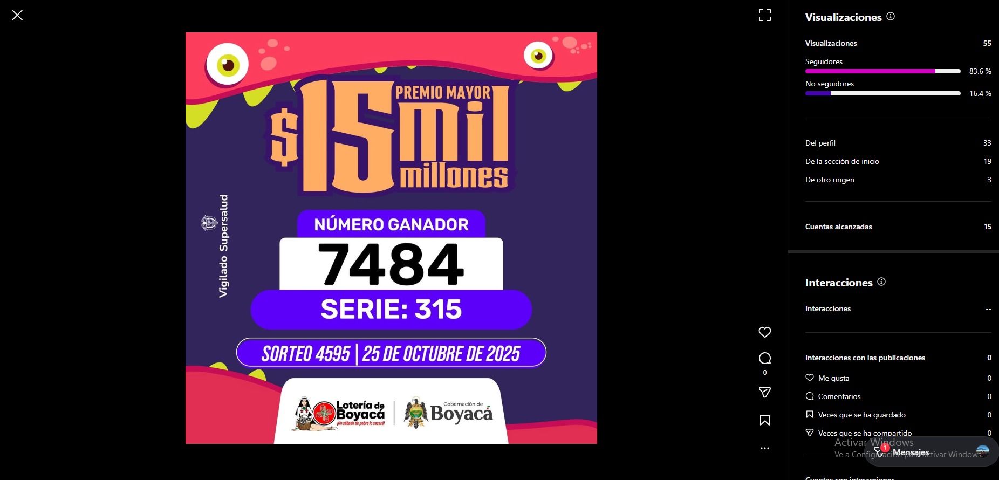 PREMIO MAYOR
$15 mil
millones
Vigilado Supersalud
NÚMERO GANADOR
7484
SERIE: 315
SORTEO 4595 | 25 DE OCTUBRE DE 2025
Lotería de
Boyacá
¡Un sábado de pobre lo sacará!
Gobernación de
Boyacá
0
Visualizaciones
Visualizaciones 55
Seguidores
83.6 %
No seguidores
16.4 %
Del perfil 33
De la sección de inicio 19
De otro origen 3
Cuentas alcanzadas 15
Interacciones
Interacciones --
Interacciones con las publicaciones 0
Me gusta 0
Comentarios 0
Veces que se ha guardado 0
Veces que se ha compartido 0
Activar Windows
Ve a Configuración para activar Windows.
1
Mensajes
Cuentas con interacciones